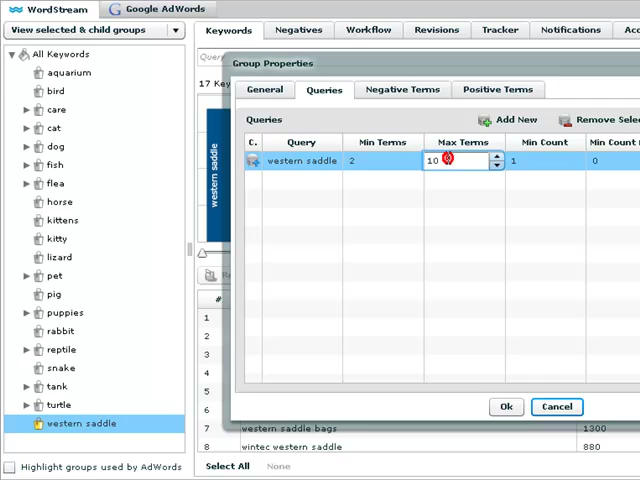 WordStream
Google AdWords
View selected & child groups
All Keywords
aquarium
bird
care
cat
dog
fish
flea
horse
kittens
kitty
lizard
pet
pig
puppies
rabbit
reptile
snake
tank
turtle
western saddle
Highlight groups used by AdWords
Keywords
Negatives
Workflow
Revisions
Tracker
Notifications
Acc
Query
17 Key
western saddle
Group Properties
General
Queries
Negative Terms
Positive Terms
Queries
Add New
Remove Sele
C.
Query
Min Terms
Max Terms
Min Count
Min Count
western saddle
2
10
1
0
Ok
Cancel
#
1
2
3
4
5
6
7 western saddle bags 1300
8 wintec western saddle 880
Select All
None